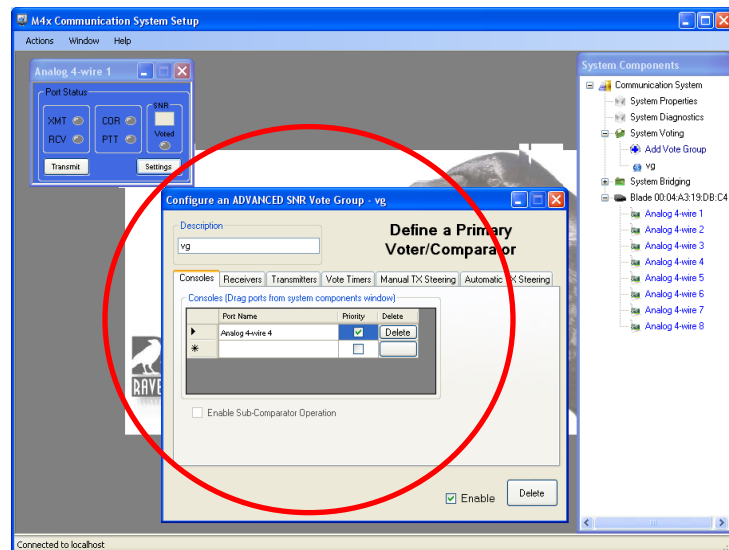 M4x Communication System Setup
Actions Window Help
Analog 4-wire 1
Port Status
SNR
XMT COR
RCV PTT Voted
Transmit Settings
System Components
Communication System
System Properties
System Diagnostics
System Voting
Add Vote Group
vg
System Bridging
Blade 00:04:A3:19:DB:C4
Analog 4-wire 1
Analog 4-wire 2
Analog 4-wire 3
Analog 4-wire 4
Analog 4-wire 5
Analog 4-wire 6
Analog 4-wire 7
Analog 4-wire 8
Configure an ADVANCED SNR Vote Group - vg
Description
vg
Define a Primary
Voter/Comparator
Consoles Receivers Transmitters Vote Timers Manual TX Steering Automatic TX Steering
Consoles (Drag ports from system components window)
Port Name Priority Delete
Analog 4-wire 4 Delete
Enable Sub-Comparator Operation
Enable Delete
RAVE
Connected to localhost